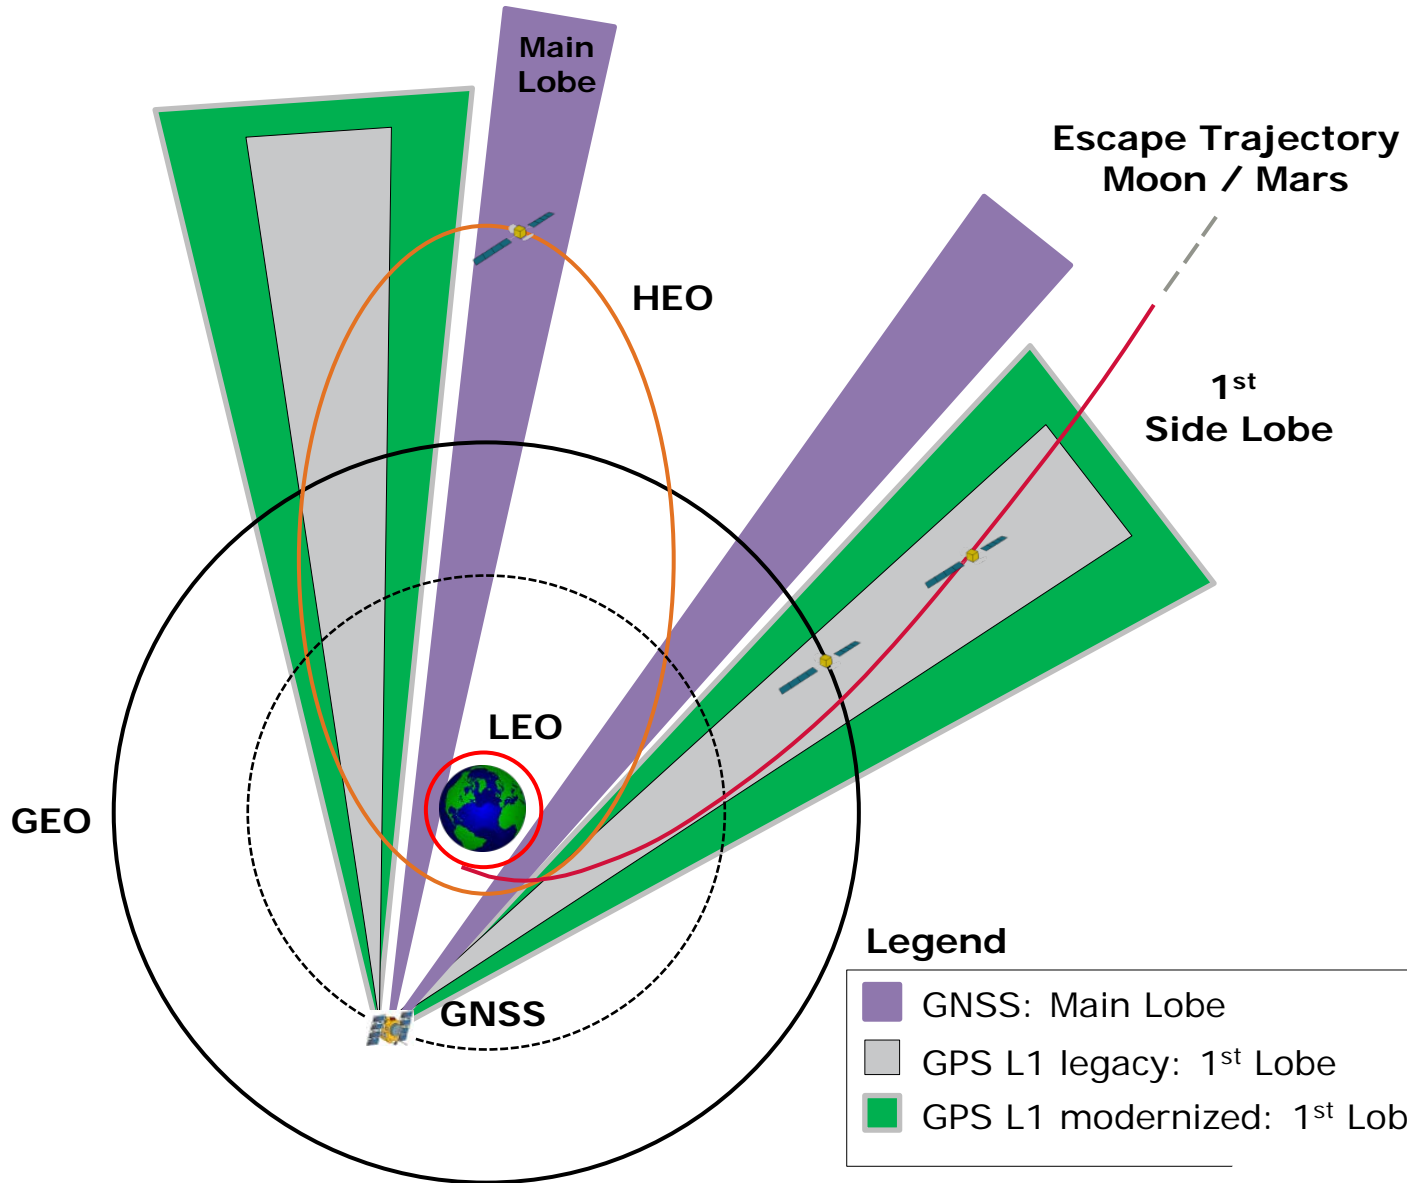 Main
Lobe
Escape Trajectory
Moon / Mars
HEO
1st
Side Lobe
LEO
GEO
GNSS
Legend
GNSS: Main Lobe
GPS L1 legacy: 1st Lobe
GPS L1 modernized: 1st Lob